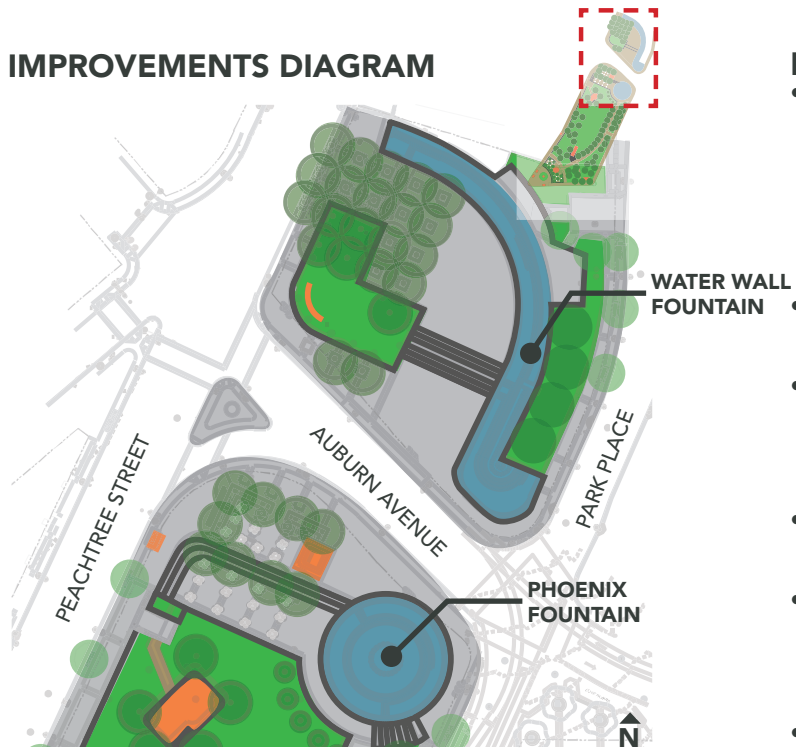 IMPROVEMENTS DIAGRAM
WATER WALL
FOUNTAIN
PEACHTREE STREET
AUBURN AVENUE
PARK PLACE
PHOENIX
FOUNTAIN
N